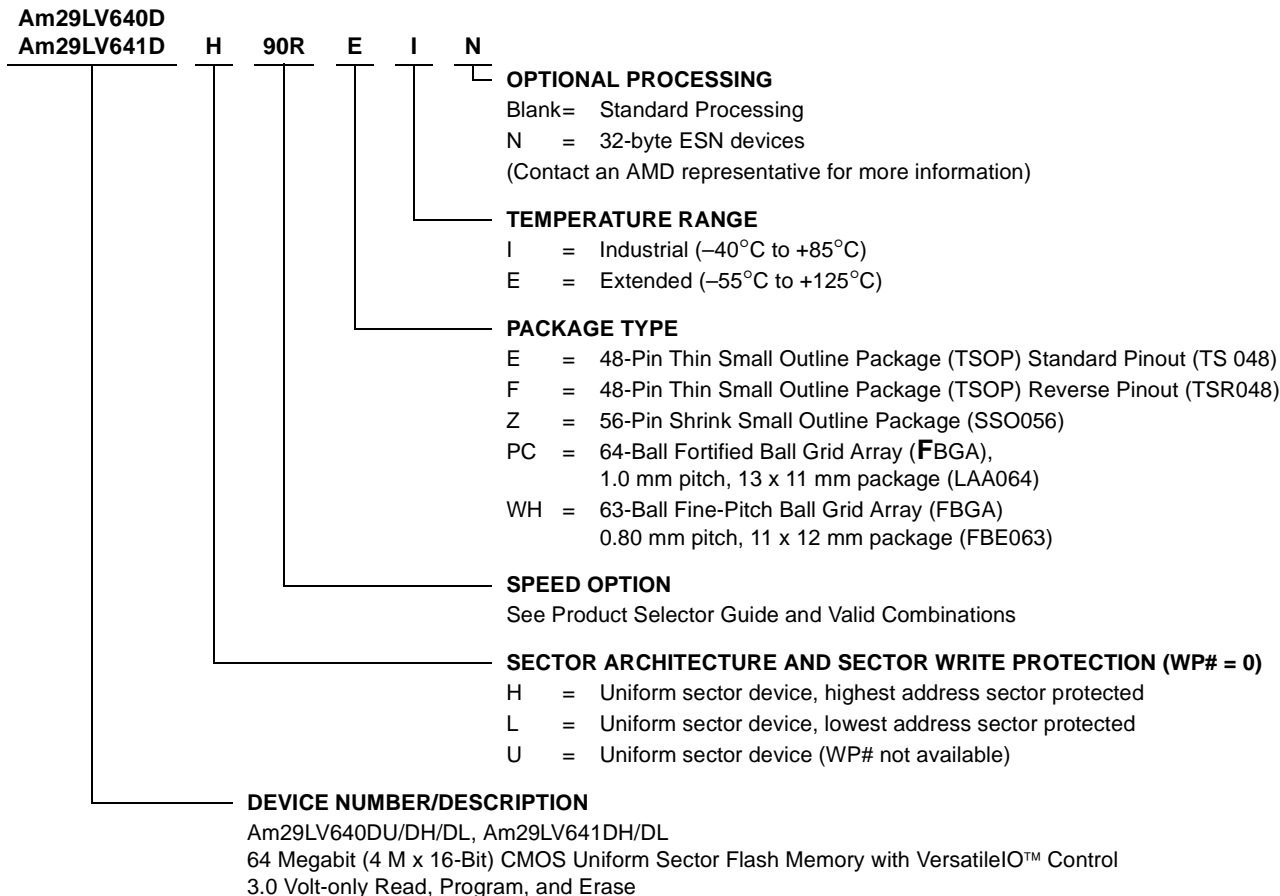 Am29LV640D
Am29LV641D H 90R E I N
OPTIONAL PROCESSING
Blank= Standard Processing
N = 32-byte ESN devices
(Contact an AMD representative for more information)
TEMPERATURE RANGE
I = Industrial (–40°C to +85°C)
E = Extended (–55°C to +125°C)
PACKAGE TYPE
E = 48-Pin Thin Small Outline Package (TSOP) Standard Pinout (TS 048)
F = 48-Pin Thin Small Outline Package (TSOP) Reverse Pinout (TSR048)
Z = 56-Pin Shrink Small Outline Package (SSO056)
PC = 64-Ball Fortified Ball Grid Array (FBGA),
1.0 mm pitch, 13 x 11 mm package (LAA064)
WH = 63-Ball Fine-Pitch Ball Grid Array (FBGA)
0.80 mm pitch, 11 x 12 mm package (FBE063)
SPEED OPTION
See Product Selector Guide and Valid Combinations
SECTOR ARCHITECTURE AND SECTOR WRITE PROTECTION (WP# = 0)
H = Uniform sector device, highest address sector protected
L = Uniform sector device, lowest address sector protected
U = Uniform sector device (WP# not available)
DEVICE NUMBER/DESCRIPTION
Am29LV640DU/DH/DL, Am29LV641DH/DL
64 Megabit (4 M x 16-Bit) CMOS Uniform Sector Flash Memory with VersatileIO™ Control
3.0 Volt-only Read, Program, and Erase